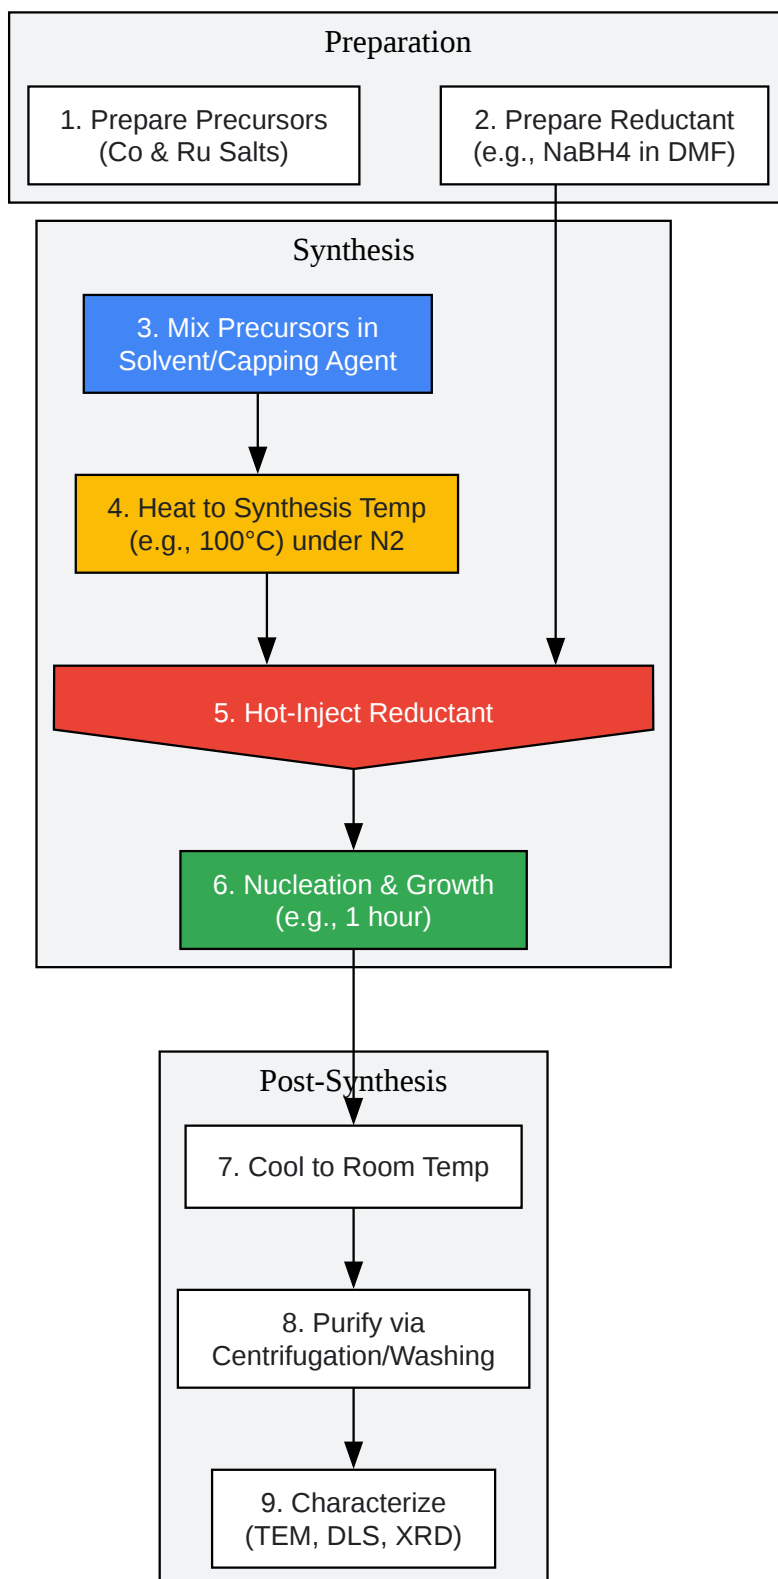 Preparation
1. Prepare Precursors
(Co & Ru Salts)
2. Prepare Reductant
(e.g., NaBH4 in DMF)
Synthesis
3. Mix Precursors in
Solvent/Capping Agent
4. Heat to Synthesis Temp
(e.g., 100°C) under N2
5. Hot-Inject Reductant
6. Nucleation & Growth
(e.g., 1 hour)
Post-Synthesis
7. Cool to Room Temp
8. Purify via
Centrifugation/Washing
9. Characterize
(TEM, DLS, XRD)